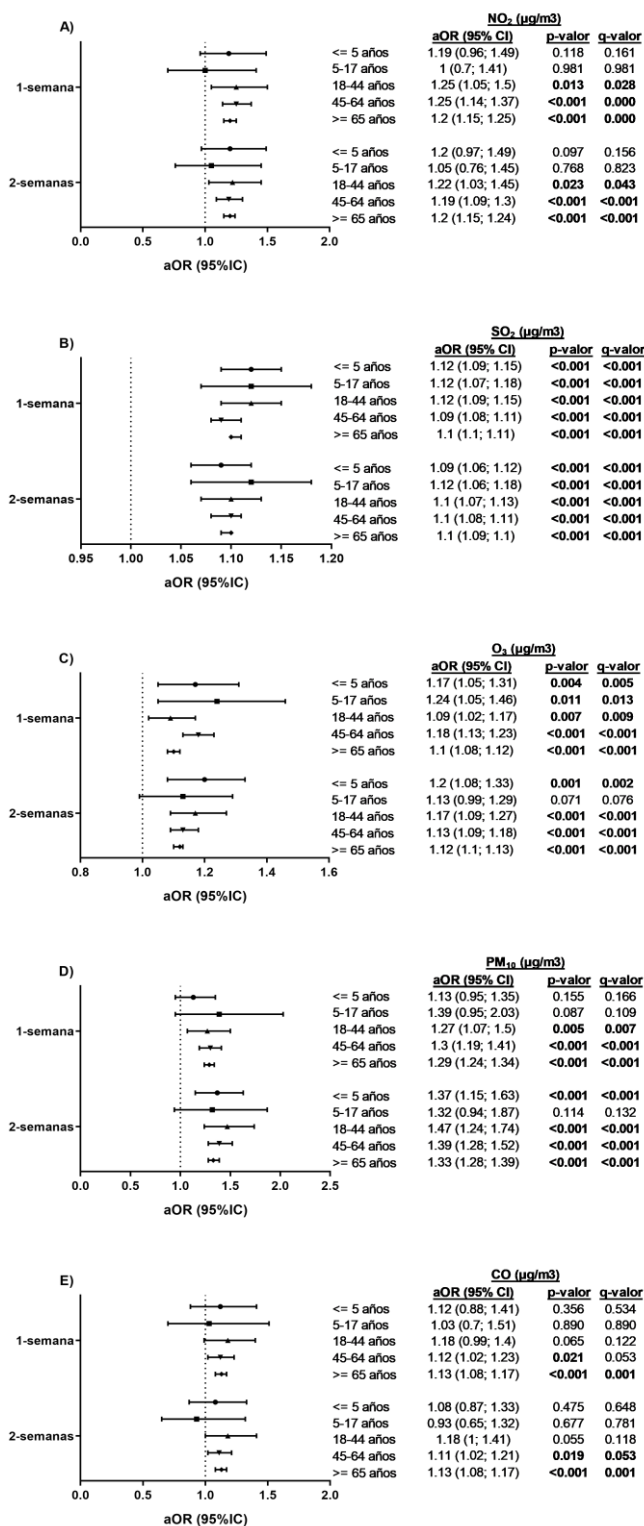 A)
NO₂ (µg/m3)
aOR (95% CI) p-valor q-valor
1-semana
<= 5 años 1.19 (0.96; 1.49) 0.118 0.161
5-17 años 1 (0.7; 1.41) 0.981 0.981
18-44 años 1.25 (1.05; 1.5) 0.013 0.028
45-64 años 1.25 (1.14; 1.37) <0.001 0.000
>= 65 años 1.2 (1.15; 1.25) <0.001 0.000
2-semanas
<= 5 años 1.2 (0.97; 1.49) 0.097 0.156
5-17 años 1.05 (0.76; 1.45) 0.768 0.823
18-44 años 1.22 (1.03; 1.45) 0.023 0.043
45-64 años 1.19 (1.09; 1.3) <0.001 <0.001
>= 65 años 1.2 (1.15; 1.24) <0.001 <0.001
0.0 0.5 1.0 1.5 2.0
aOR (95%IC)
B)
SO₂ (µg/m3)
aOR (95% CI) p-valor q-valor
1-semana
<= 5 años 1.12 (1.09; 1.15) <0.001 <0.001
5-17 años 1.12 (1.07; 1.18) <0.001 <0.001
18-44 años 1.12 (1.09; 1.15) <0.001 <0.001
45-64 años 1.09 (1.08; 1.11) <0.001 <0.001
>= 65 años 1.1 (1.1; 1.11) <0.001 <0.001
2-semanas
<= 5 años 1.09 (1.06; 1.12) <0.001 <0.001
5-17 años 1.12 (1.06; 1.18) <0.001 <0.001
18-44 años 1.1 (1.07; 1.13) <0.001 <0.001
45-64 años 1.1 (1.08; 1.11) <0.001 <0.001
>= 65 años 1.1 (1.09; 1.1) <0.001 <0.001
0.95 1.00 1.05 1.10 1.15 1.20
aOR (95%IC)
C)
O₃ (µg/m3)
aOR (95% CI) p-valor q-valor
1-semana
<= 5 años 1.17 (1.05; 1.31) 0.004 0.005
5-17 años 1.24 (1.05; 1.46) 0.011 0.013
18-44 años 1.09 (1.02; 1.17) 0.007 0.009
45-64 años 1.18 (1.13; 1.23) <0.001 <0.001
>= 65 años 1.1 (1.08; 1.12) <0.001 <0.001
2-semanas
<= 5 años 1.2 (1.08; 1.33) 0.001 0.002
5-17 años 1.13 (0.99; 1.29) 0.071 0.076
18-44 años 1.17 (1.09; 1.27) <0.001 <0.001
45-64 años 1.13 (1.09; 1.18) <0.001 <0.001
>= 65 años 1.12 (1.1; 1.13) <0.001 <0.001
0.8 1.0 1.2 1.4 1.6
aOR (95%IC)
D)
PM₁₀ (µg/m3)
aOR (95% CI) p-valor q-valor
1-semana
<= 5 años 1.13 (0.95; 1.35) 0.155 0.166
5-17 años 1.39 (0.95; 2.03) 0.087 0.109
18-44 años 1.27 (1.07; 1.5) 0.005 0.007
45-64 años 1.3 (1.19; 1.41) <0.001 <0.001
>= 65 años 1.29 (1.24; 1.34) <0.001 <0.001
2-semanas
<= 5 años 1.37 (1.15; 1.63) <0.001 <0.001
5-17 años 1.32 (0.94; 1.87) 0.114 0.132
18-44 años 1.47 (1.24; 1.74) <0.001 <0.001
45-64 años 1.39 (1.28; 1.52) <0.001 <0.001
>= 65 años 1.33 (1.28; 1.39) <0.001 <0.001
0.0 0.5 1.0 1.5 2.0 2.5
aOR (95%IC)
E)
CO (µg/m3)
aOR (95% CI) p-valor q-valor
1-semana
<= 5 años 1.12 (0.88; 1.41) 0.356 0.534
5-17 años 1.03 (0.7; 1.51) 0.890 0.890
18-44 años 1.18 (0.99; 1.4) 0.065 0.122
45-64 años 1.12 (1.02; 1.23) 0.021 0.053
>= 65 años 1.13 (1.08; 1.17) <0.001 0.001
2-semanas
<= 5 años 1.08 (0.87; 1.33) 0.475 0.648
5-17 años 0.93 (0.65; 1.32) 0.677 0.781
18-44 años 1.18 (1; 1.41) 0.055 0.118
45-64 años 1.11 (1.02; 1.21) 0.019 0.053
>= 65 años 1.13 (1.08; 1.17) <0.001 0.001
0.0 0.5 1.0 1.5 2.0
aOR (95%IC)